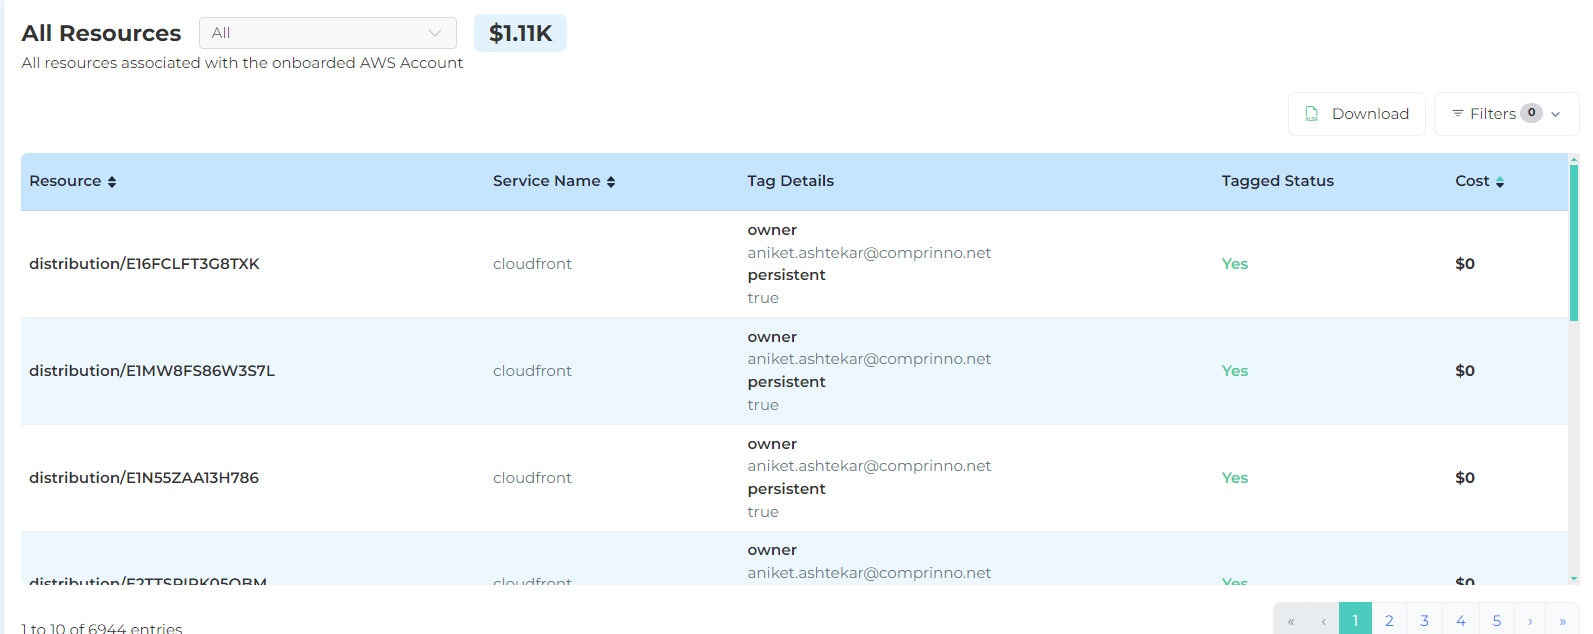 All Resources All $1.11K
All resources associated with the onboarded AWS Account
Download Filters 0
Resource Service Name Tag Details Tagged Status Cost
owner
aniket.ashtekar@comprinno.net
distribution/E16FCLFT3G8TXK cloudfront Yes $0
persistent
true
owner
aniket.ashtekar@comprinno.net
distribution/E1MW8FS86W3S7L cloudfront Yes $0
persistent
true
owner
aniket.ashtekar@comprinno.net
distribution/E1N55ZAA13H786 cloudfront Yes $0
persistent
true
owner
aniket.ashtekar@comprinno.net
cloudfront Yes $0
« ‹ 1 2 3 4 5 › »
1 to 10 of 6944 entries